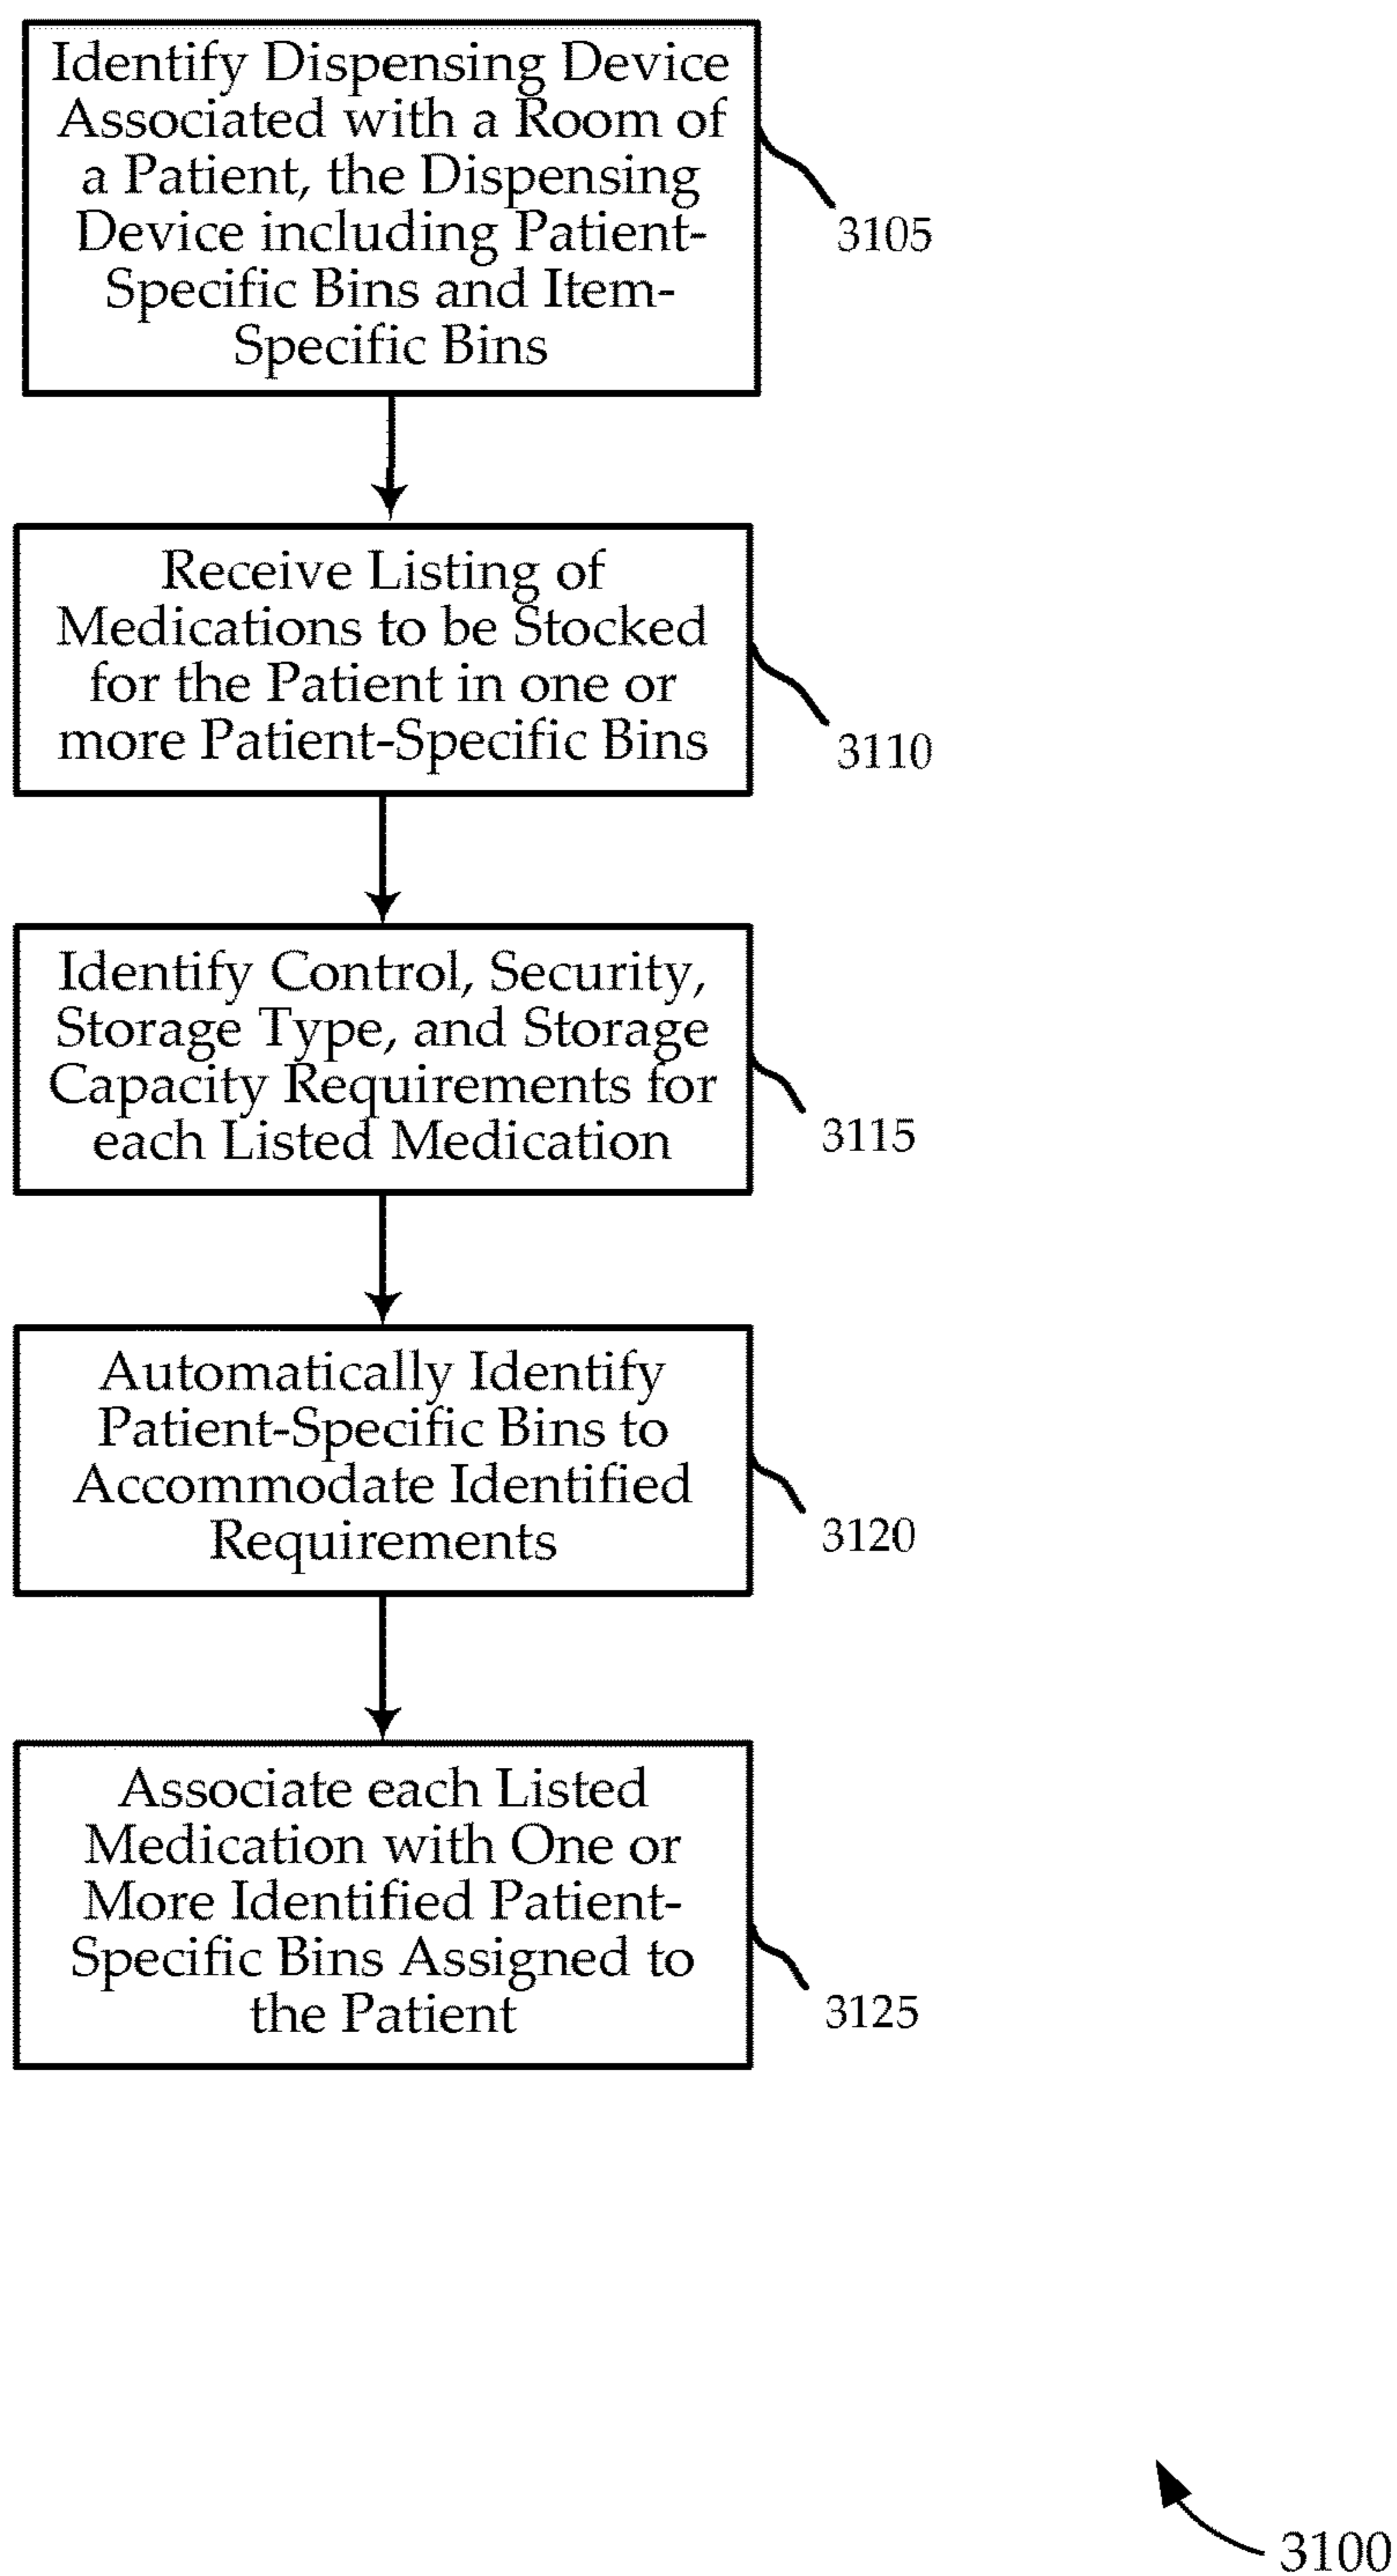 Identify Dispensing Device
Associated with a Room of
a Patient, the Dispensing
Device including Patient-
Specific Bins and Item-
Specific Bins
3105
Receive Listing of
Medications to be Stocked
for the Patient in one or
more Patient-Specific Bins
3110
Identify Control, Security,
Storage Type, and Storage
Capacity Requirements for
each Listed Medication
3115
Automatically Identify
Patient-Specific Bins to
Accommodate Identified
Requirements
3120
Associate each Listed
Medication with One or
More Identified Patient-
Specific Bins Assigned to
the Patient
3125
3100